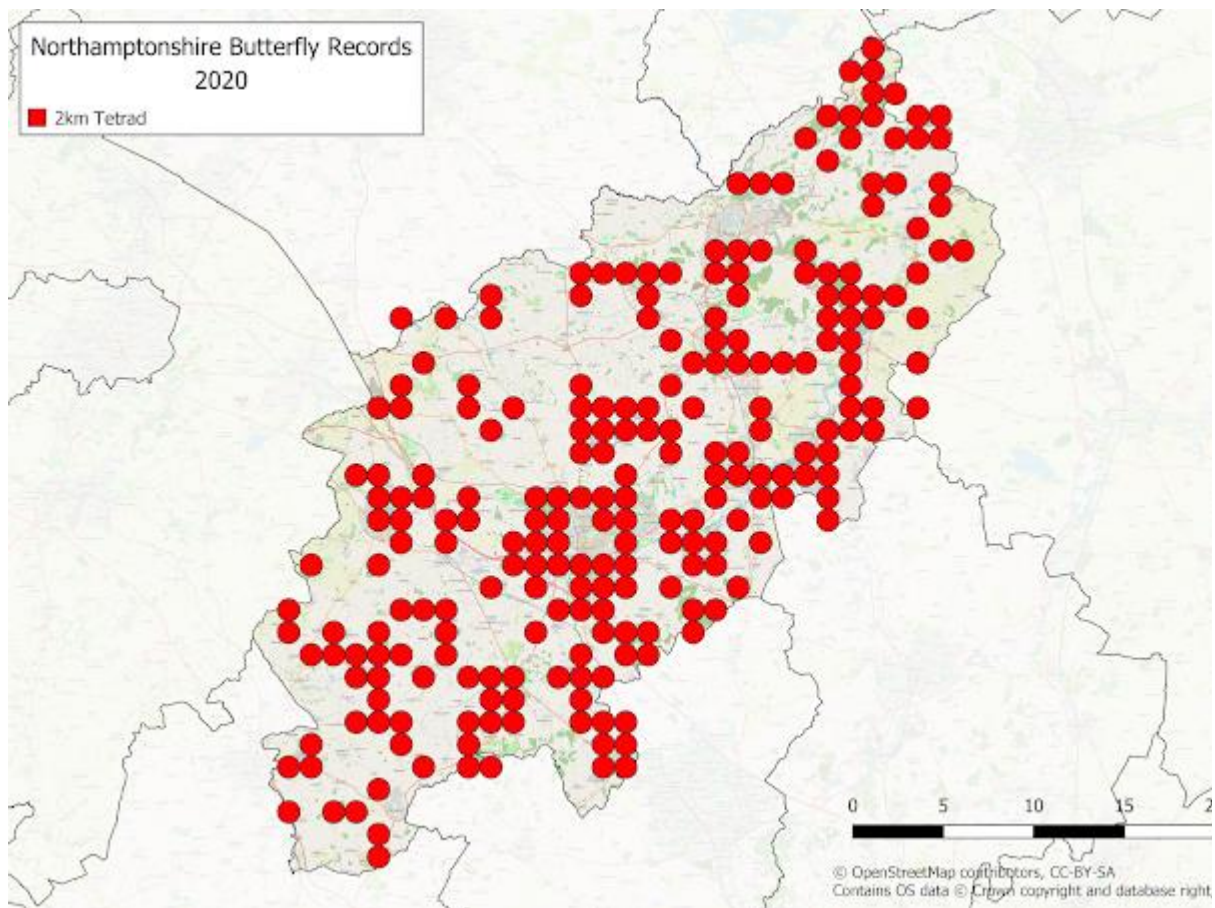 Northamptonshire Butterfly Records
2020
2km Tetrad
0 5 10 15 2
© OpenStreetMap contributors, CC-BY-SA
Contains OS data © Crown copyright and database right